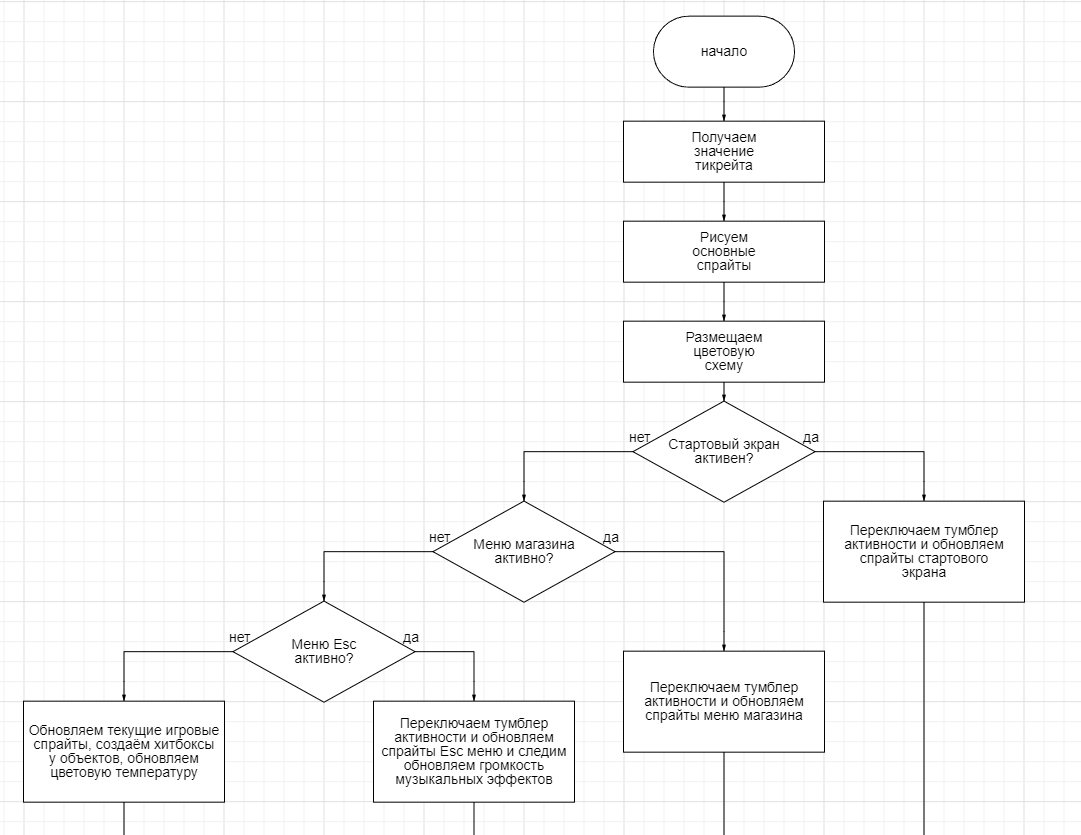 начало
Получаем
значение
тикрейта
Рисуем
основные
спрайты
Размещаем
цветовую
схему
нет
Стартовый экран
активен?
да
нет
Меню магазина
активно?
да
Переключаем тумблер
активности и обновляем
спрайты стартового
экрана
нет
Меню Esc
активно?
да
Переключаем тумблер
активности и обновляем
спрайты меню магазина
Обновляем текущие игровые
спрайты, создаём хитбоксы
у объектов, обновляем
цветовую температуру
Переключаем тумблер
активности и обновляем
спрайты Esc меню и следим
обновляем громкость
музыкальных эффектов